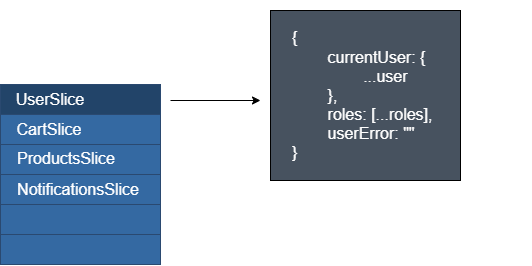 UserSlice
CartSlice
ProductsSlice
NotificationsSlice
{
currentUser: {
...user
},
roles: [...roles],
userError: ""
}